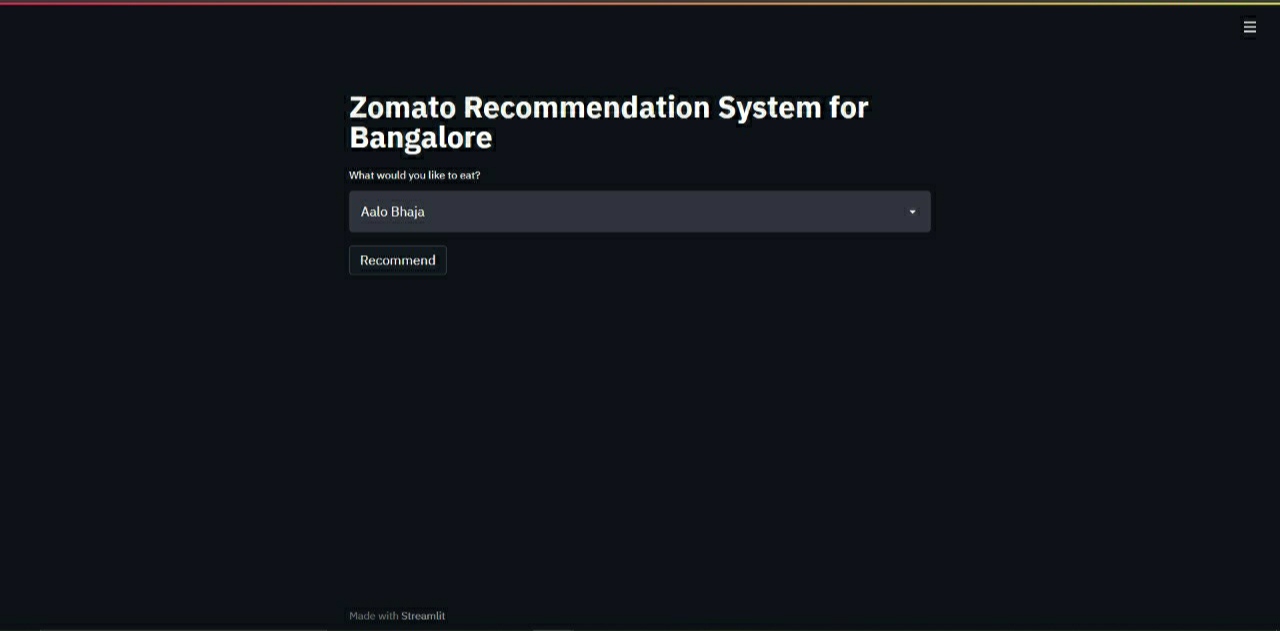 Zomato Recommendation System for
Bangalore
What would you like to eat?
Aalo Bhaja
Recommend
Made with Streamlit